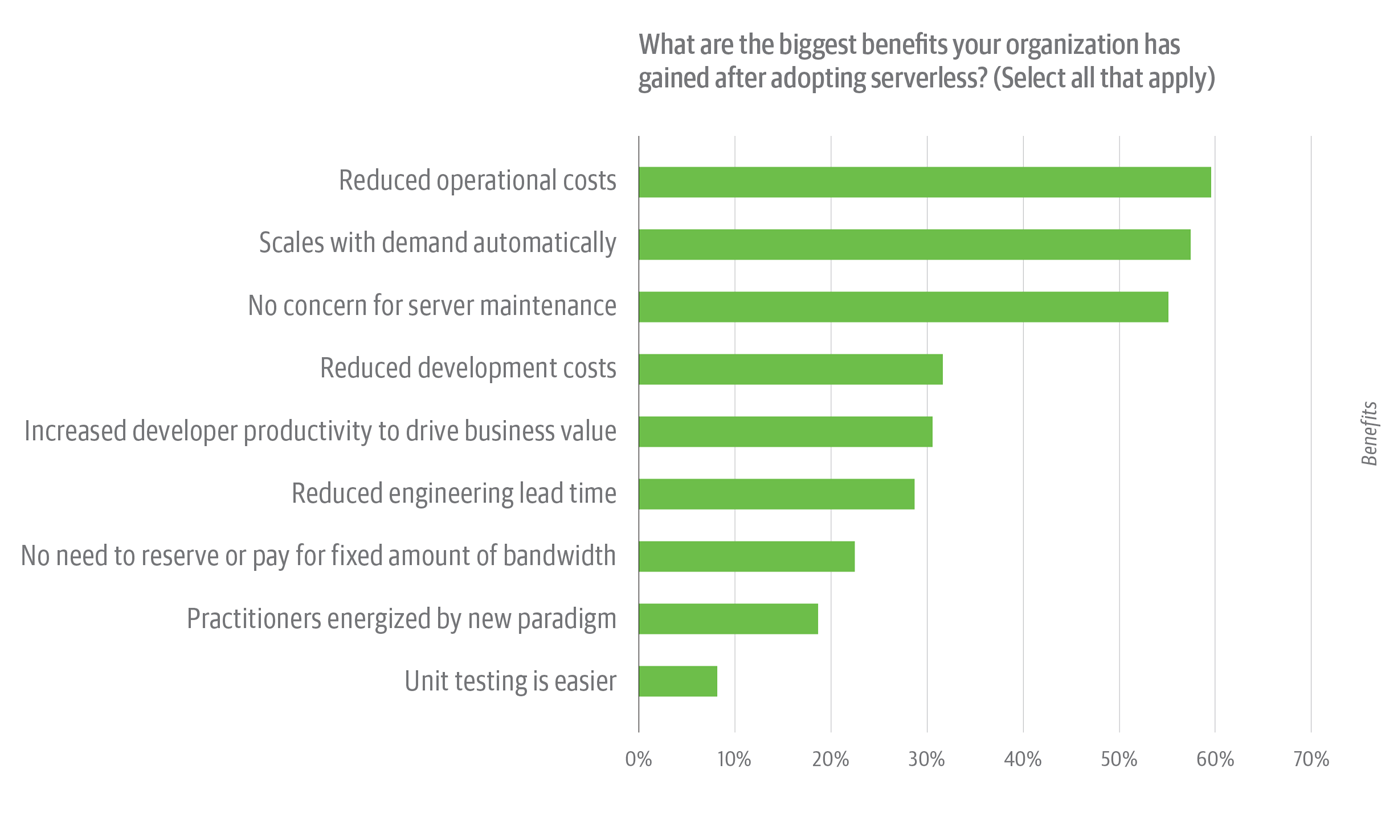 What are the biggest benefits your organization has
gained after adopting serverless? (Select all that apply)
Reduced operational costs
Scales with demand automatically
No concern for server maintenance
Reduced development costs
Increased developer productivity to drive business value
Reduced engineering lead time
No need to reserve or pay for fixed amount of bandwidth
Practitioners energized by new paradigm
Unit testing is easier
0% 10% 20% 30% 40% 50% 60% 70%
Benefits